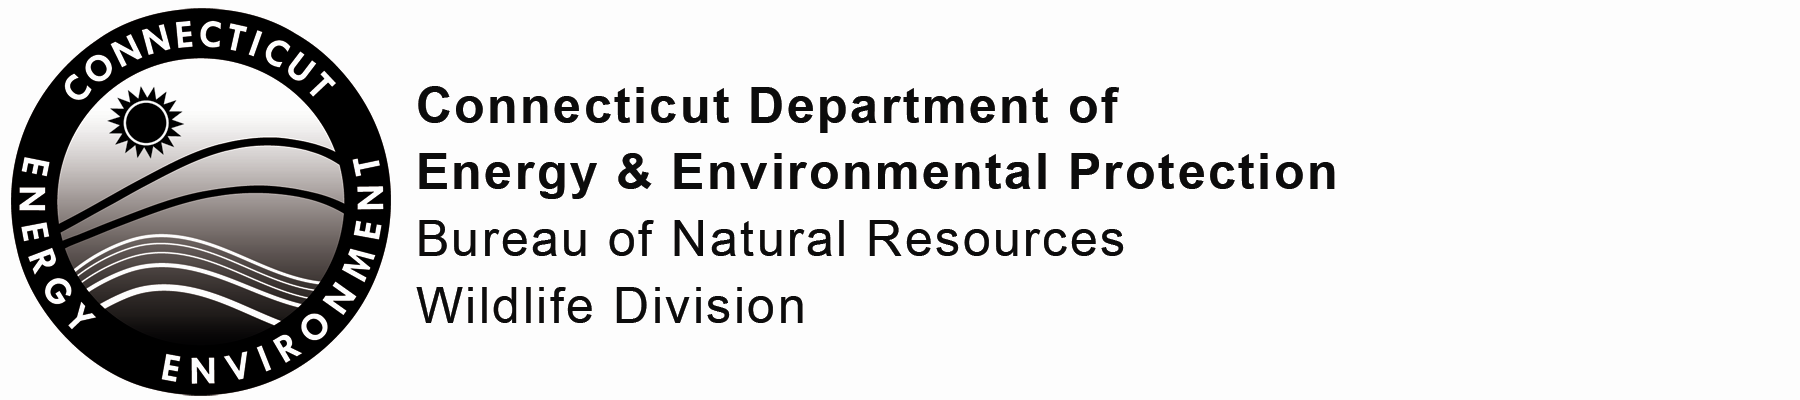 CONNECTICUT
ENERGY
ENVIRONMENT
Connecticut Department of
Energy & Environmental Protection
Bureau of Natural Resources
Wildlife Division